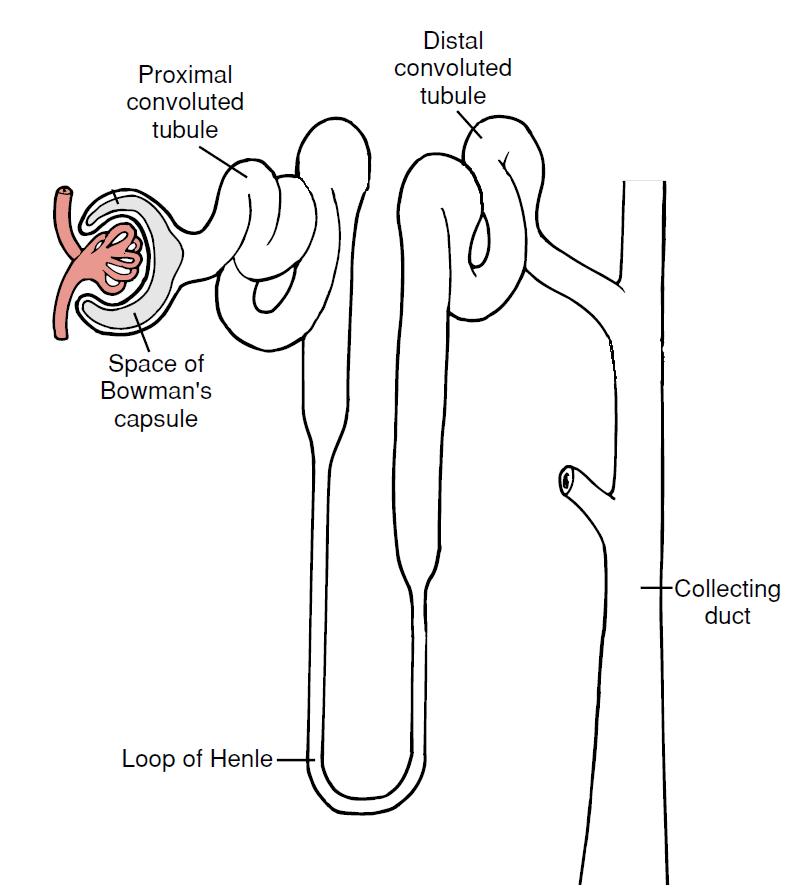 Distal
convoluted
tubule
Proximal
convoluted
tubule
Space of
Bowman's
capsule
Collecting
duct
Loop of Henle